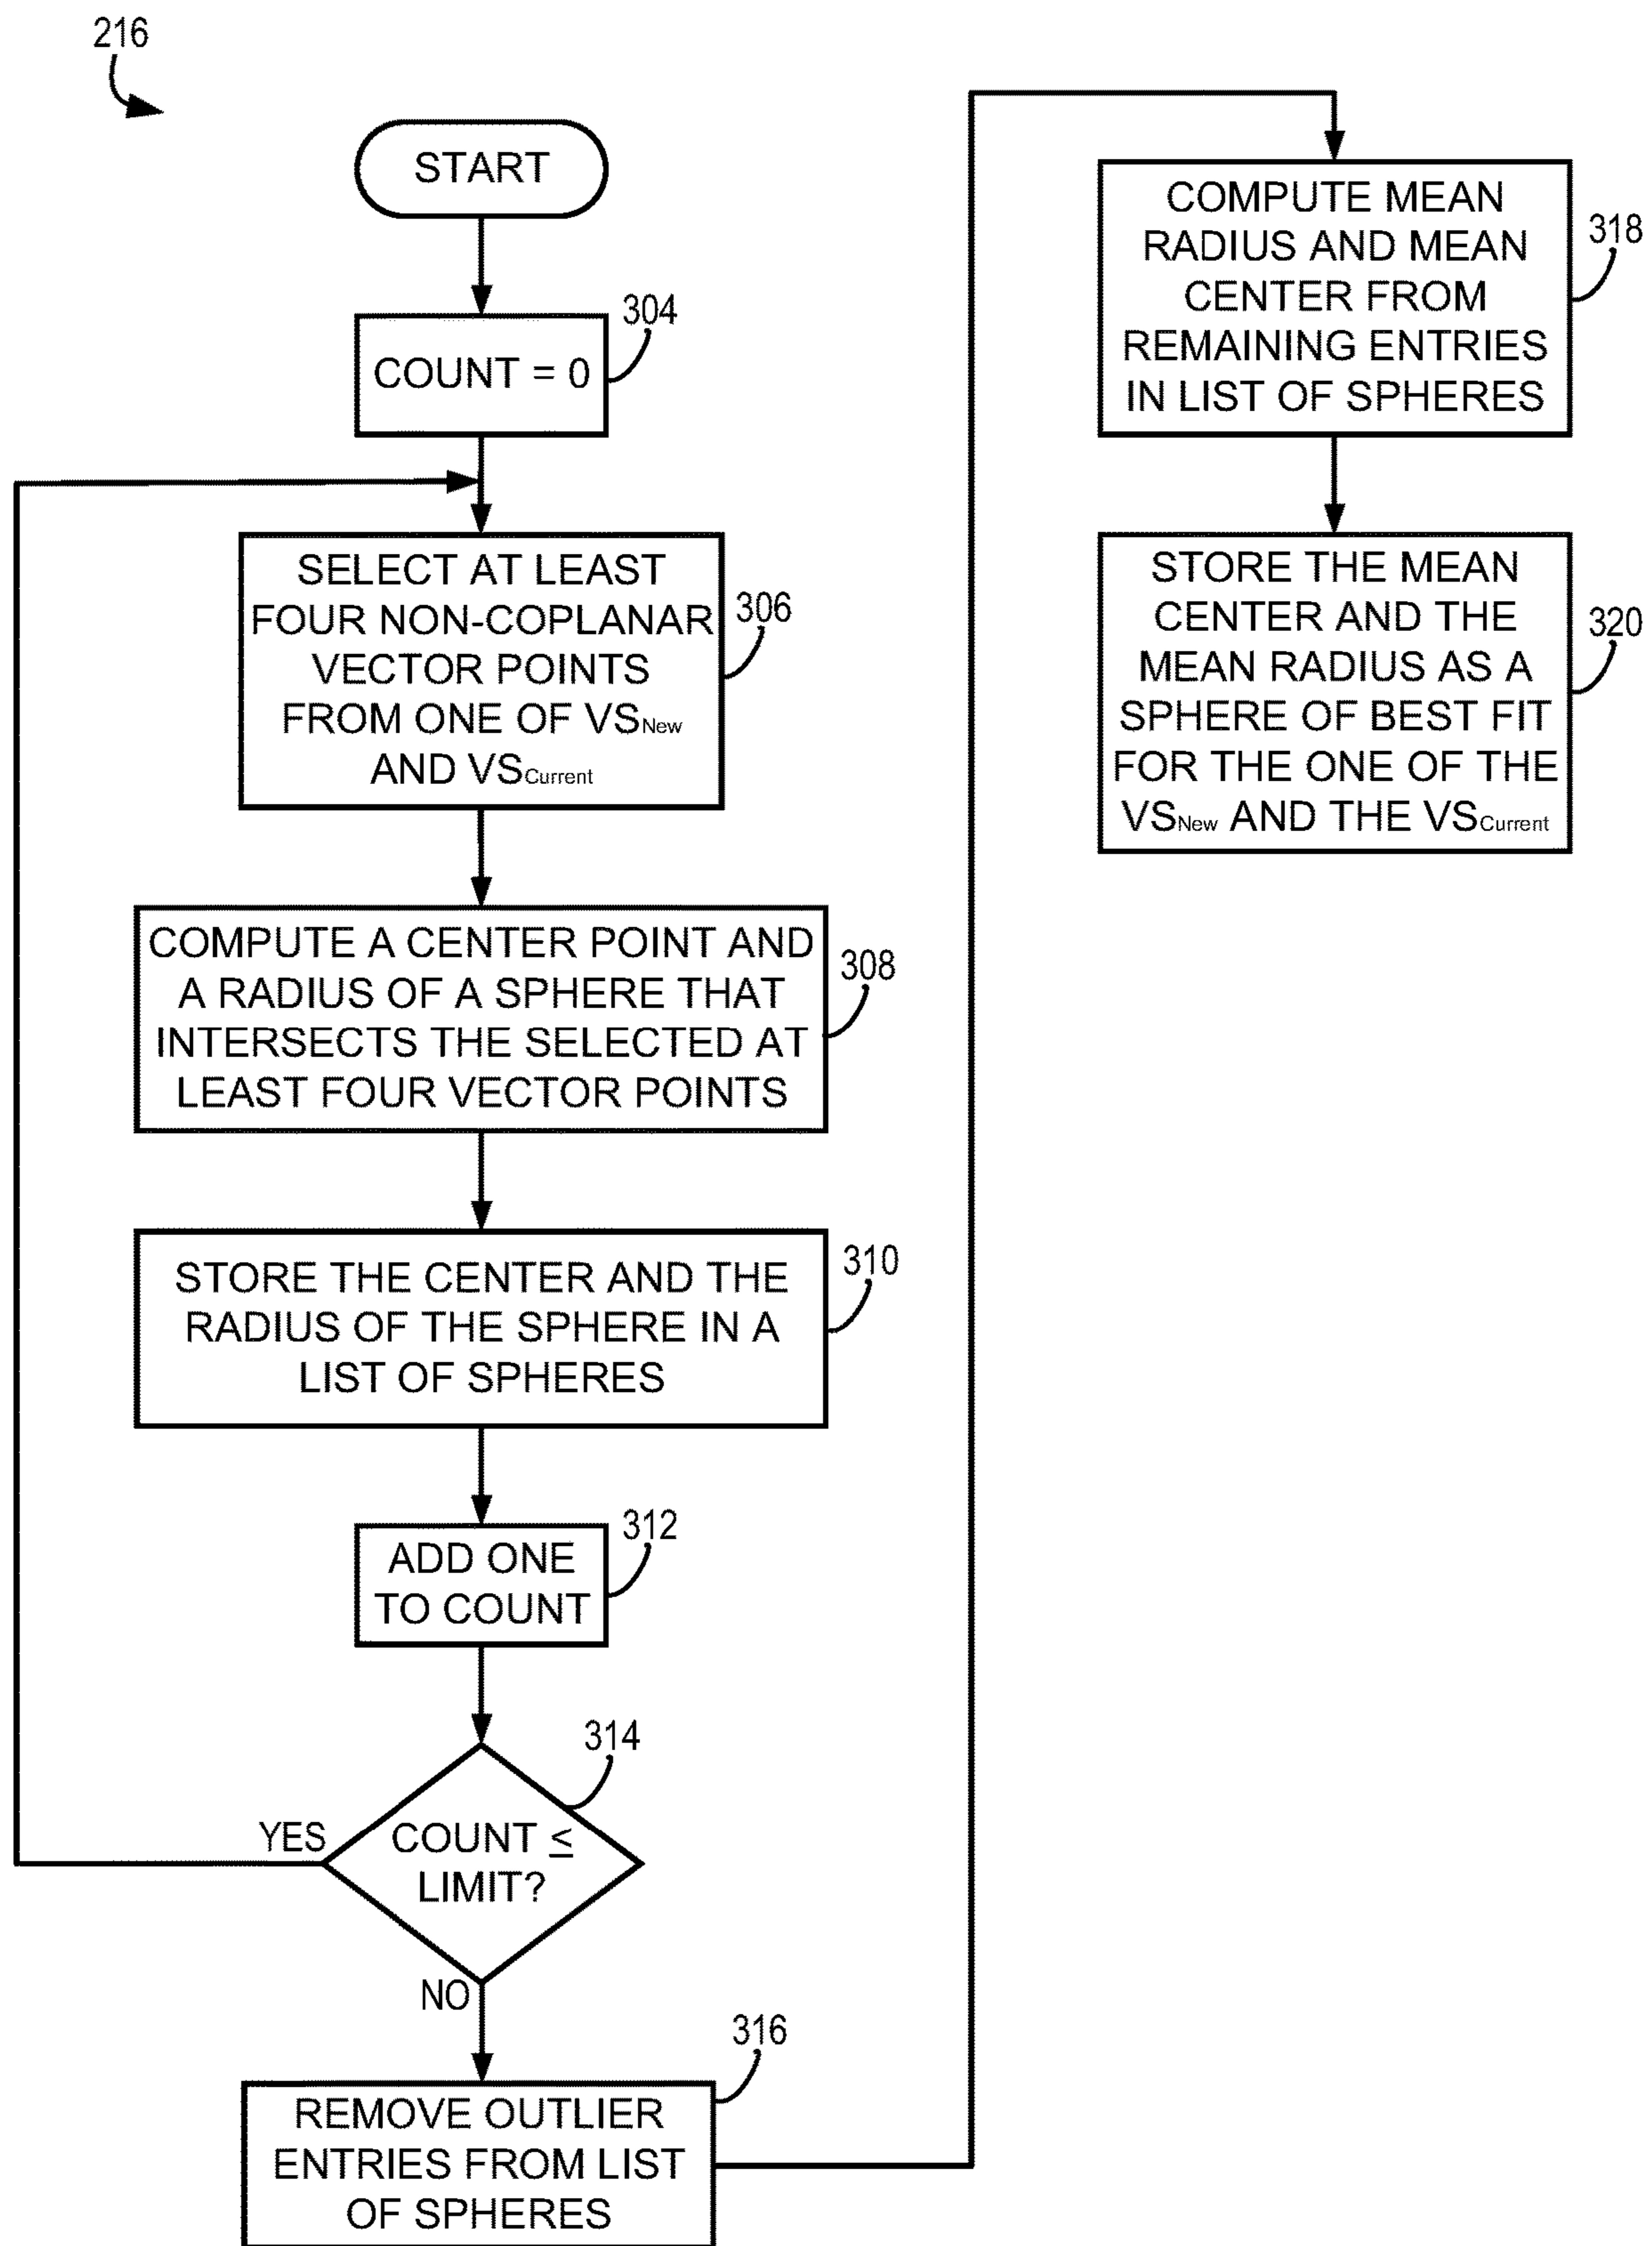 216
START
304
COUNT = 0
SELECT AT LEAST
FOUR NON-COPLANAR
VECTOR POINTS
FROM ONE OF VSNew
AND VSCurrent
306
COMPUTE A CENTER POINT AND
A RADIUS OF A SPHERE THAT
INTERSECTS THE SELECTED AT
LEAST FOUR VECTOR POINTS
308
STORE THE CENTER AND THE
RADIUS OF THE SPHERE IN A
LIST OF SPHERES
310
ADD ONE
TO COUNT
312
314
COUNT ≤
LIMIT?
YES
NO
316
REMOVE OUTLIER
ENTRIES FROM LIST
OF SPHERES
COMPUTE MEAN
RADIUS AND MEAN
CENTER FROM
REMAINING ENTRIES
IN LIST OF SPHERES
318
STORE THE MEAN
CENTER AND THE
MEAN RADIUS AS A
SPHERE OF BEST FIT
FOR THE ONE OF THE
VSNew AND THE VSCurrent
320